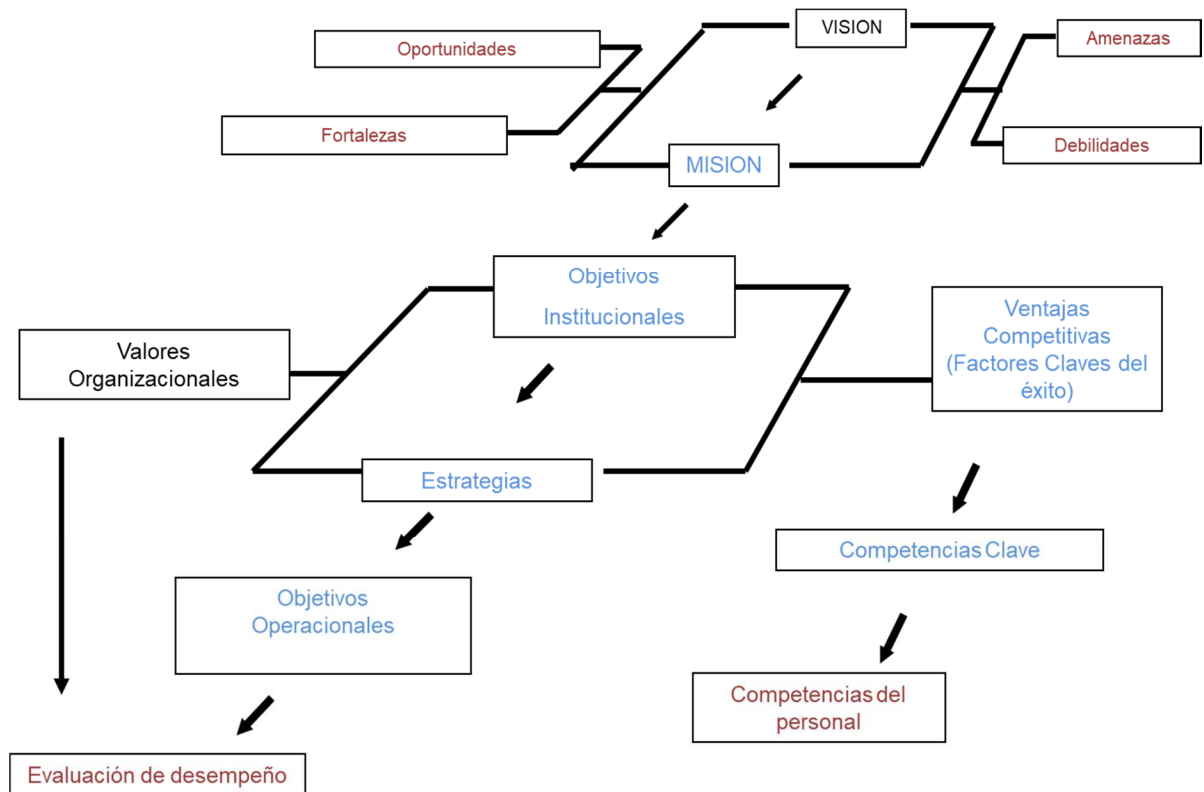 VISION
Oportunidades
Amenazas
Fortalezas
Debilidades
MISION
Objetivos
Institucionales
Ventajas
Competitivas
(Factores Claves del
éxito)
Valores
Organizacionales
Estrategias
Competencias Clave
Objetivos
Operacionales
Competencias del
personal
Evaluación de desempeño